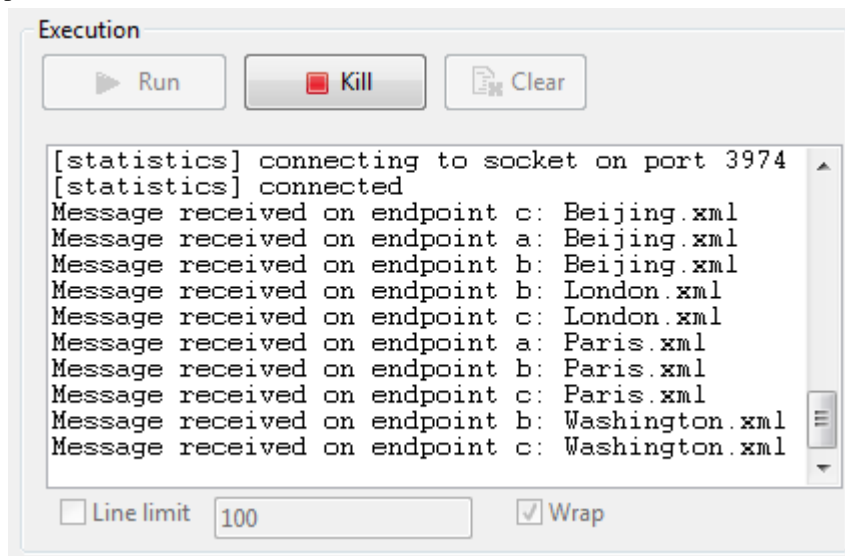 Execution
Run Kill Clear
[statistics] connecting to socket on port 3974
[statistics] connected
Message received on endpoint c: Beijing.xml
Message received on endpoint a: Beijing.xml
Message received on endpoint b: Beijing.xml
Message received on endpoint b: London.xml
Message received on endpoint c: London.xml
Message received on endpoint a: Paris.xml
Message received on endpoint b: Paris.xml
Message received on endpoint c: Paris.xml
Message received on endpoint b: Washington.xml
Message received on endpoint c: Washington.xml
Line limit 100 Wrap